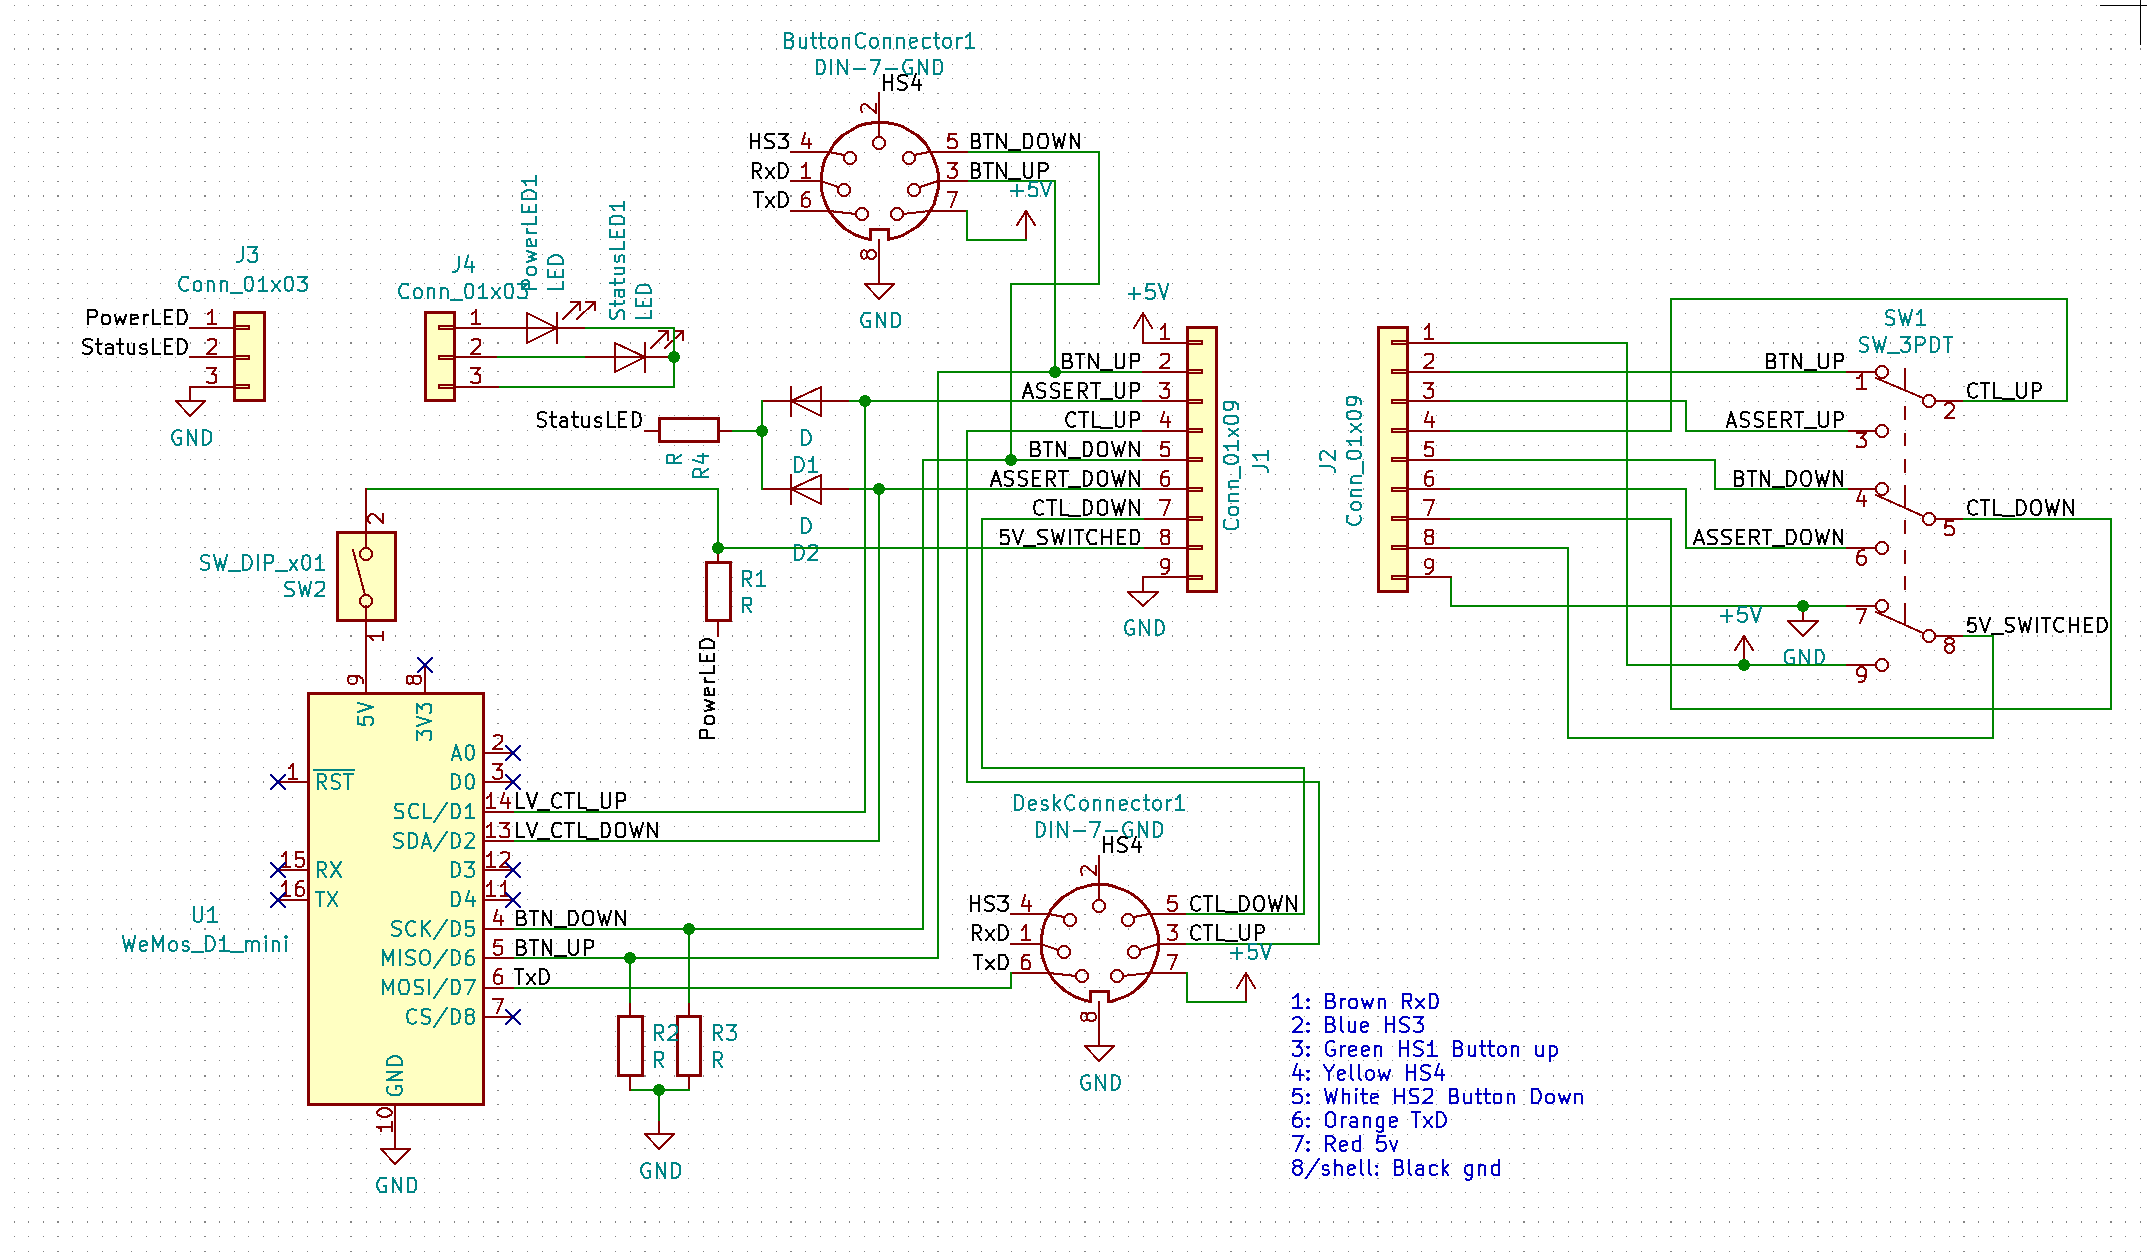 ButtonConnector1
DIN-7-GND
HS4
2
HS3 4
RxD 1
TxD 6
5 BTN_DOWN
3 BTN_UP
7
+5V
8
GND
J3
Conn_01x03
PowerLED 1
StatusLED 2
3
GND
J4
Conn_01x03
1
2
3
PowerLED1
LED
StatusLED1
LED
StatusLED
R
R4
D
D1
D
D2
+5V
1
BTN_UP 2
ASSERT_UP 3
CTL_UP 4
BTN_DOWN 5
ASSERT_DOWN 6
CTL_DOWN 7
5V_SWITCHED 8
9
GND
Conn_01x09
J1
J2
Conn_01x09
1
2
3
4
5
6
7
8
9
SW1
SW_3PDT
BTN_UP
1
CTL_UP
2
ASSERT_UP
3
BTN_DOWN
4
CTL_DOWN
5
ASSERT_DOWN
6
+5V
GND
7
5V_SWITCHED
8
9
2
SW_DIP_x01
SW2
1
R1
R
PowerLED
9
8
5V
3V3
1
RST
15 RX
16 TX
U1
WeMos_D1_mini
A0 2
D0 3
SCL/D1 14 LV_CTL_UP
SDA/D2 13 LV_CTL_DOWN
D3 12
D4 11
SCK/D5 4 BTN_DOWN
MISO/D6 5 BTN_UP
MOSI/D7 6 TxD
CS/D8 7
GND
10
GND
R2
R
R3
R
GND
DeskConnector1
DIN-7-GND
HS4
2
HS3 4
RxD 1
TxD 6
5 CTL_DOWN
3 CTL_UP
7
+5V
8
GND
1: Brown RxD
2: Blue HS3
3: Green HS1 Button up
4: Yellow HS4
5: White HS2 Button Down
6: Orange TxD
7: Red 5v
8/shell: Black gnd